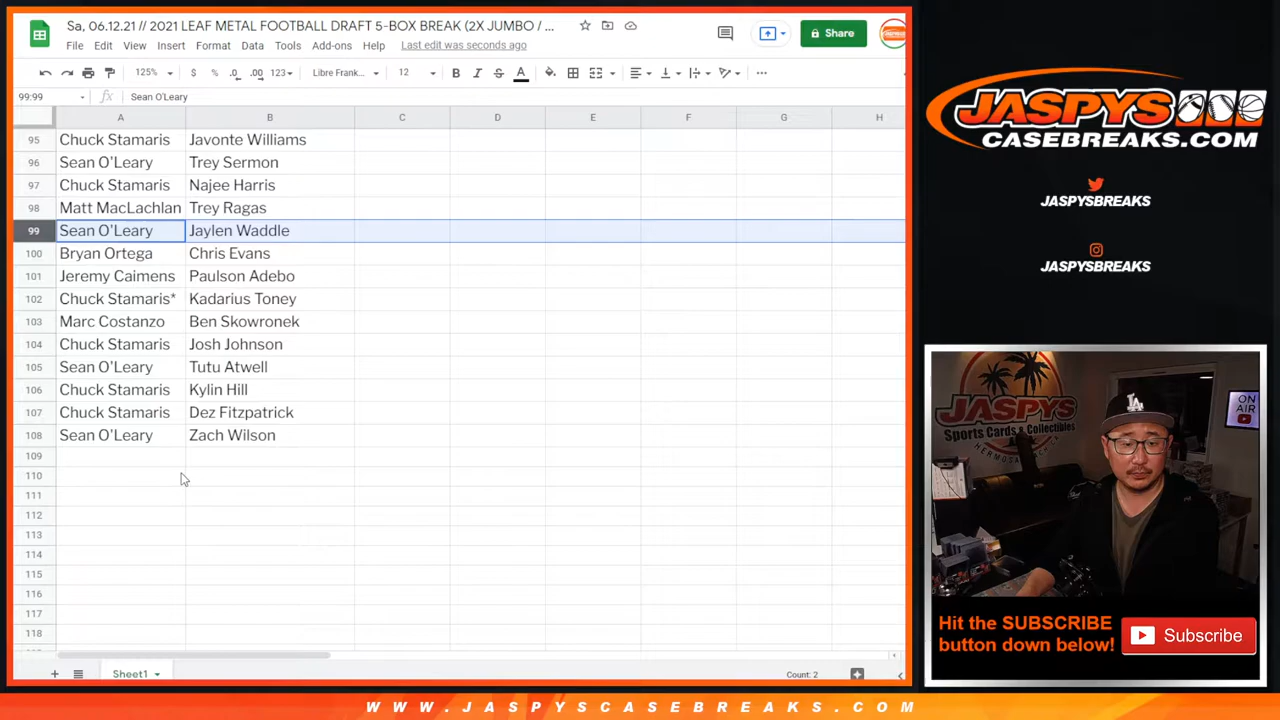 Sa, 06.12.21 // 2021 LEAF METAL FOOTBALL DRAFT 5-BOX BREAK (2X JUMBO / ...
Share
File Edit View Insert Format Data Tools Add-ons Help Last edit was seconds ago
125% $ % .0 .00 123 Libre Frank... 12 B I S A
99:99 fx Sean O'Leary
A B C D E F G H
95 Chuck Stamaris Javonte Williams
96 Sean O'Leary Trey Sermon
97 Chuck Stamaris Najee Harris
98 Matt MacLachlan Trey Ragas
99 Sean O'Leary Jaylen Waddle
100 Bryan Ortega Chris Evans
101 Jeremy Caimens Paulson Adebo
102 Chuck Stamaris* Kadarius Toney
103 Marc Costanzo Ben Skowronek
104 Chuck Stamaris Josh Johnson
105 Sean O'Leary Tutu Atwell
106 Chuck Stamaris Kylin Hill
107 Chuck Stamaris Dez Fitzpatrick
108 Sean O'Leary Zach Wilson
109
110
111
112
113
114
115
116
117
118
Sheet1 Count: 2
JASPYS
CASEBREAKS.COM
JASPYSBREAKS
JASPYSBREAKS
JASPYS
Sports Cards & Collectibles
HERMOSA
LA
ON
AIR
Hit the SUBSCRIBE
button down below!
Subscribe
WWW.JASPYSCASEBREAKS.COM